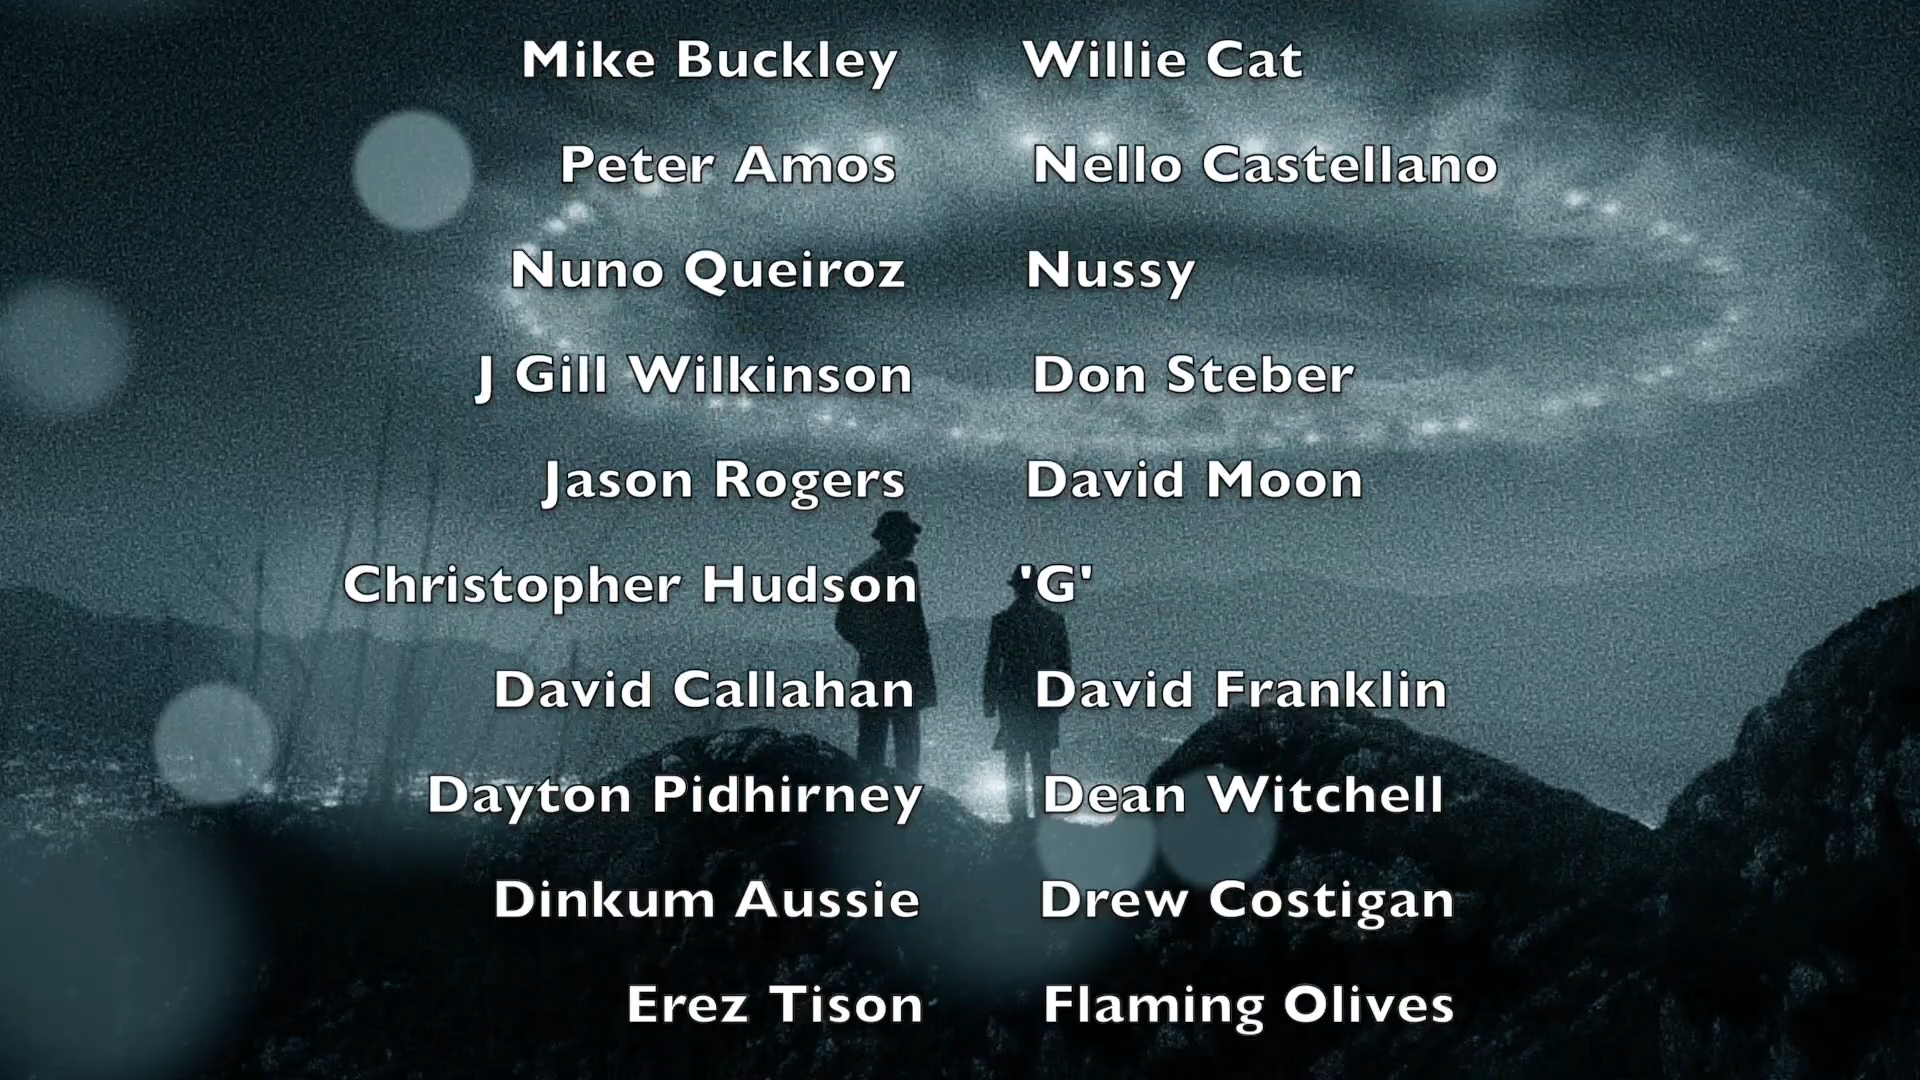 Mike Buckley Willie Cat
Peter Amos Nello Castellano
Nuno Queiroz Nussy
J Gill Wilkinson Don Steber
Jason Rogers David Moon
Christopher Hudson 'G'
David Callahan David Franklin
Dayton Pidhirney Dean Witchell
Dinkum Aussie Drew Costigan
Erez Tison Flaming Olives